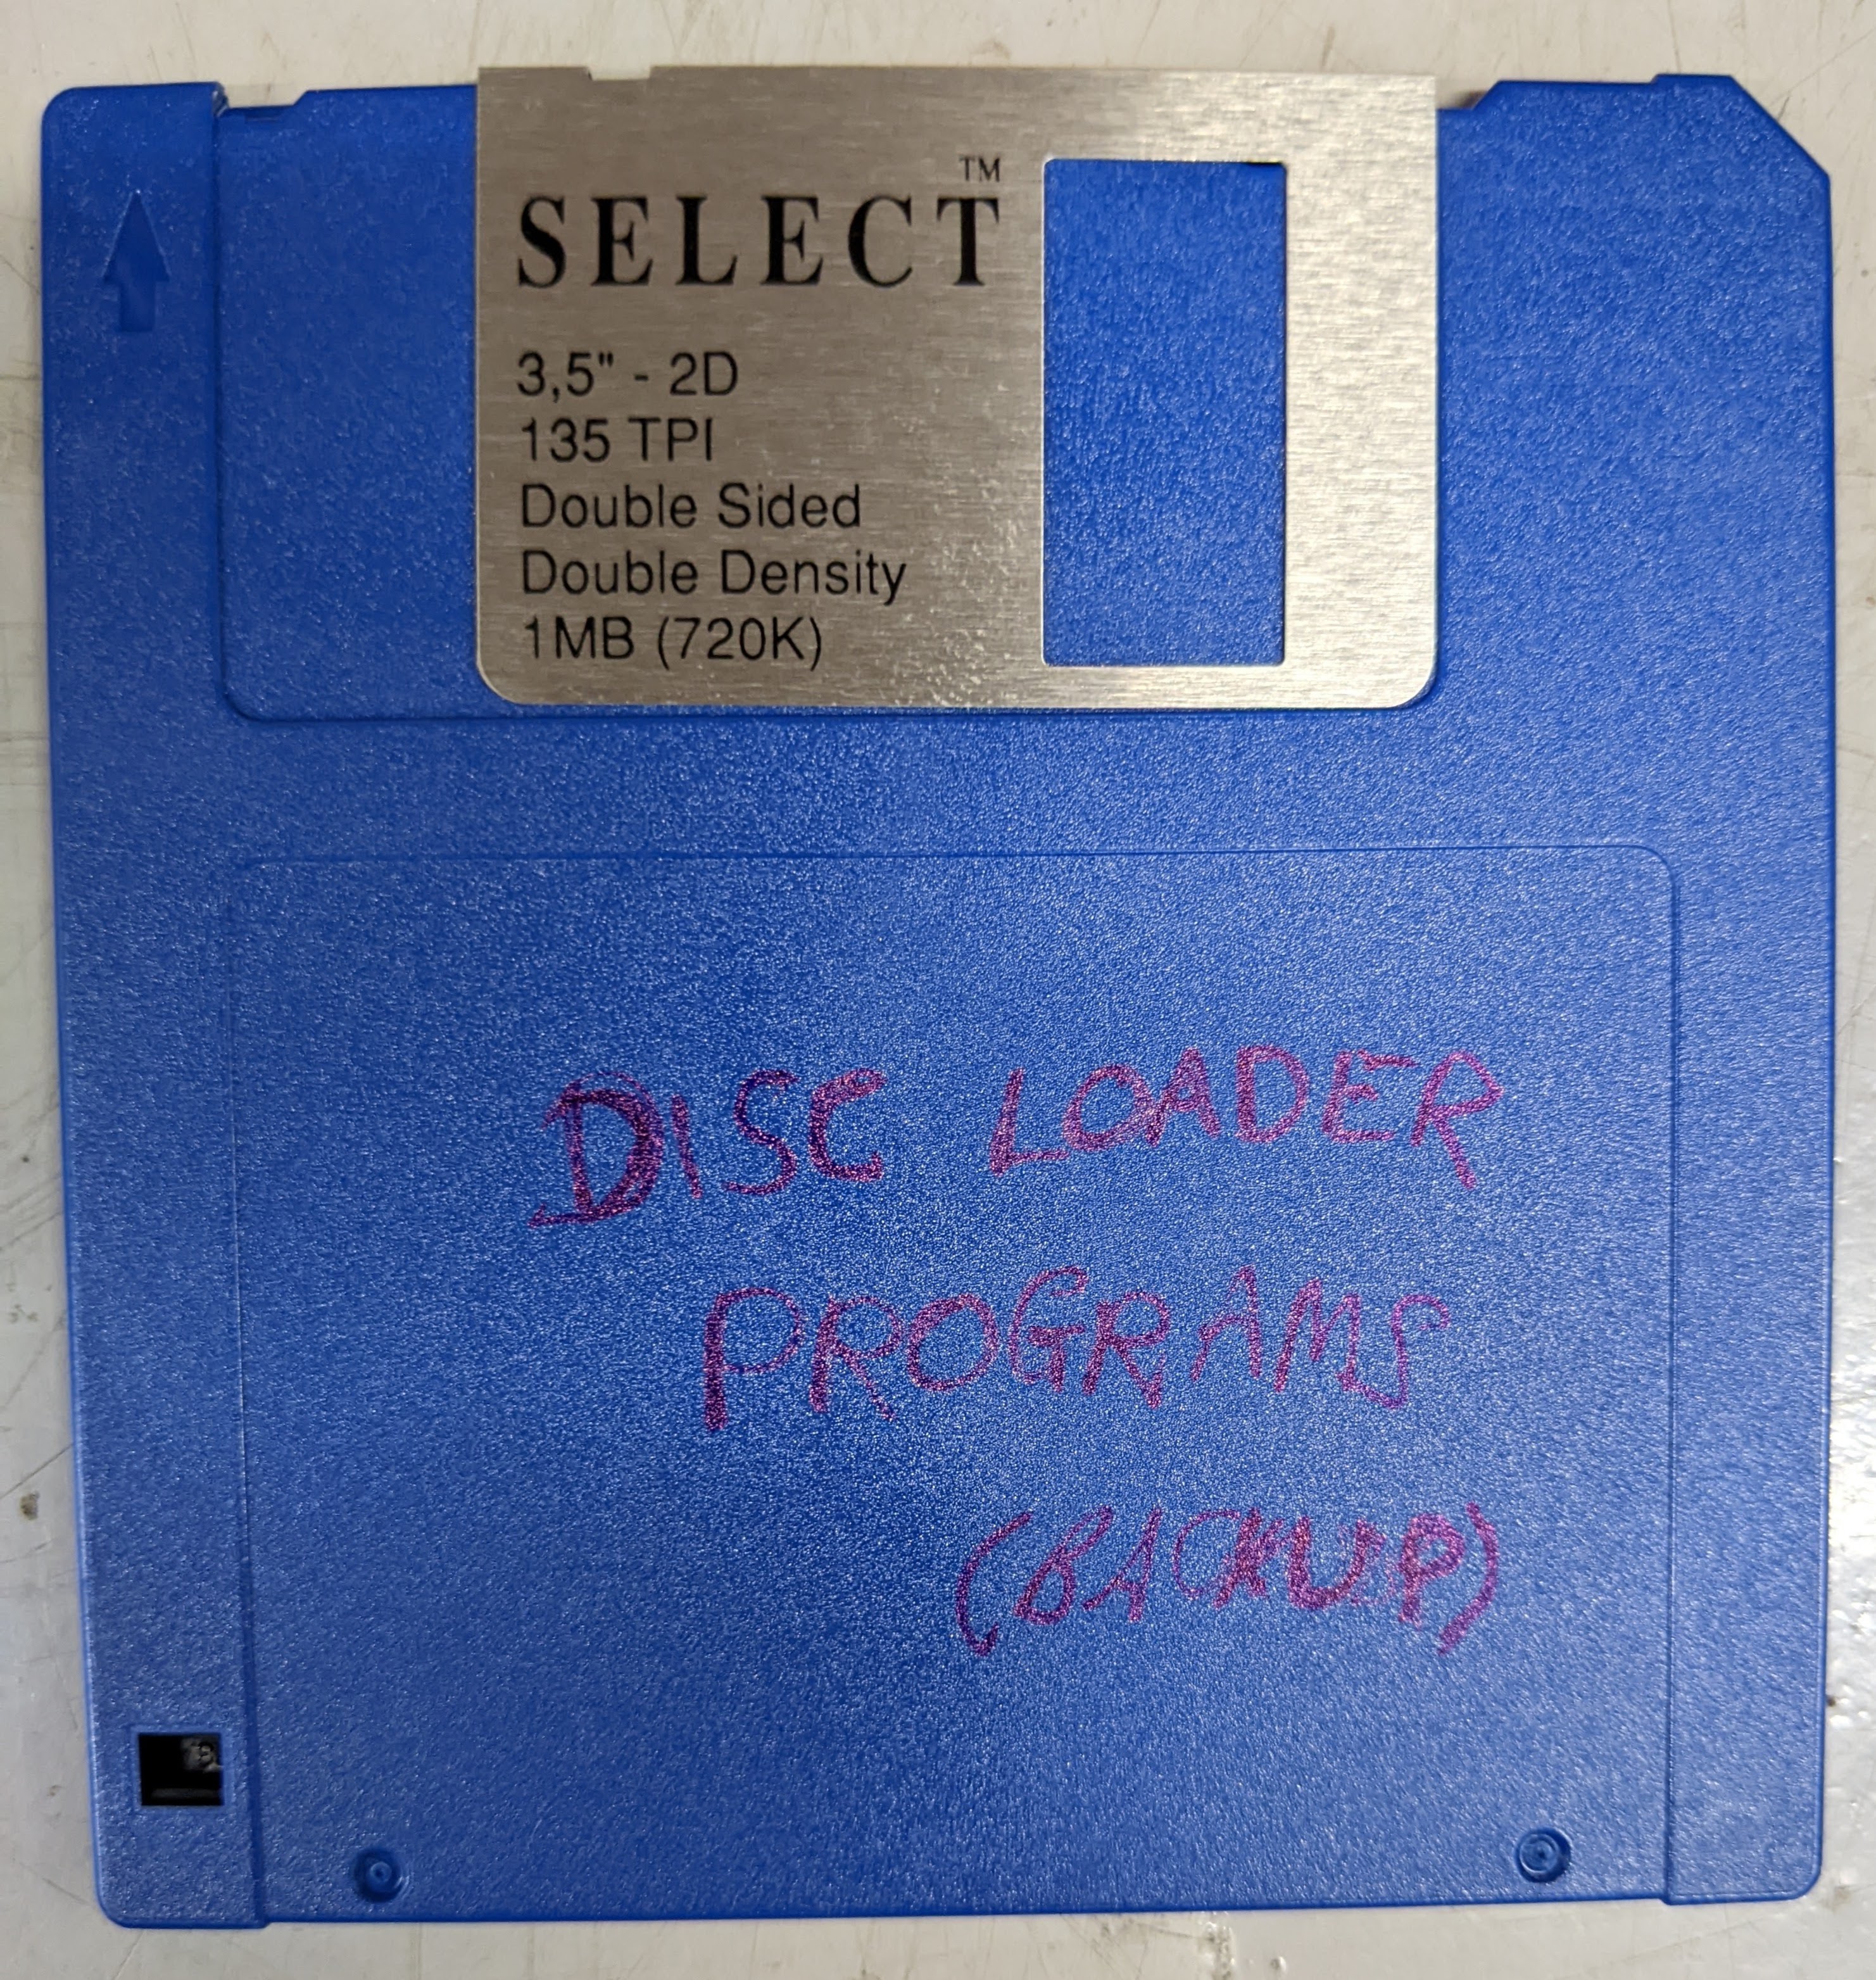 SELECT™
3,5" - 2D
135 TPI
Double Sided
Double Density
1MB (720K)
DISC LOADER
PROGRAMS
(BACKUP)